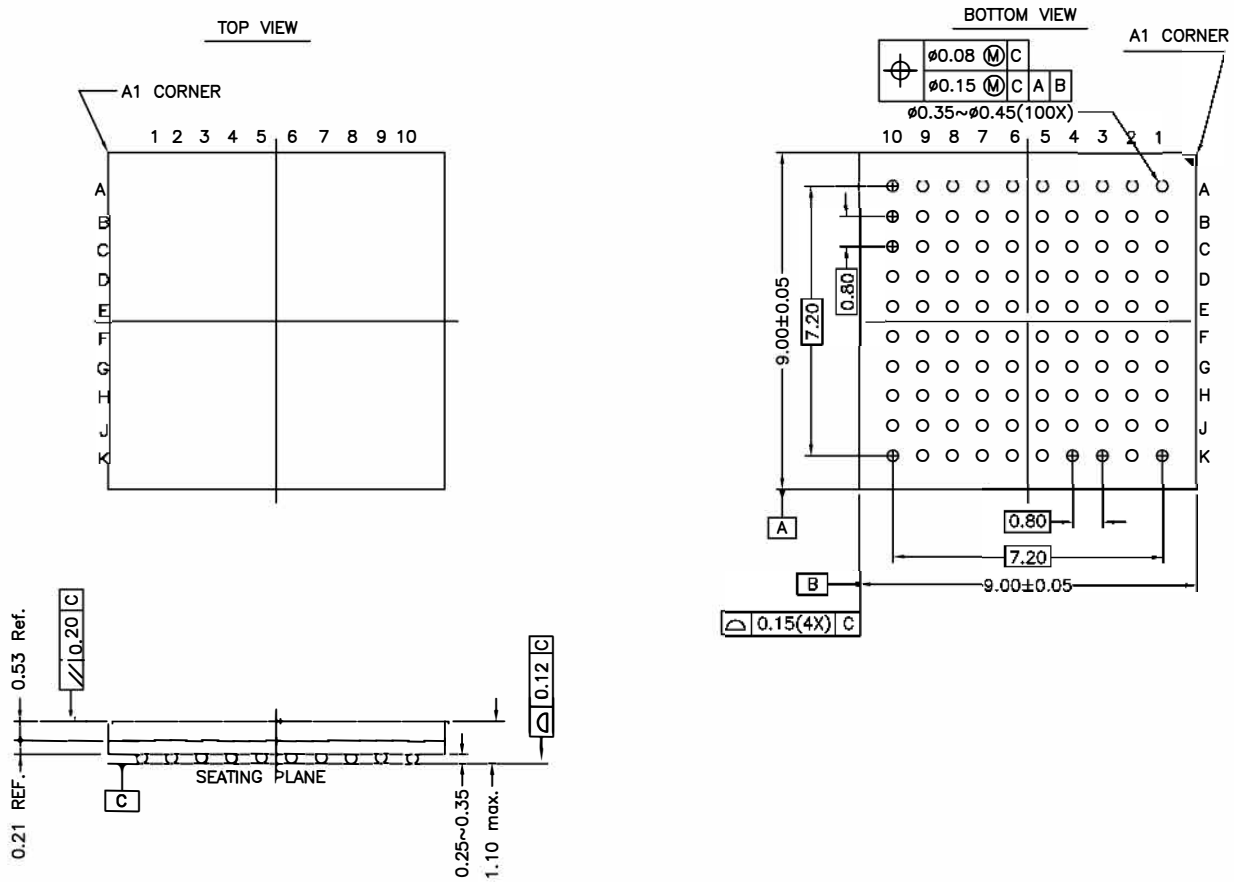 TOP VIEW
A1 CORNER
1 2 3 4 5 6 7 8 9 10
A
B
C
D
E
F
G
H
J
K
BOTTOM VIEW
A1 CORNER
ø0.08 Ⓜ C
ø0.15 Ⓜ C A B
ø0.35~ø0.45(100X)
10 9 8 7 6 5 4 3 2 1
A
B
C
D
E
F
G
H
J
K
9.00±0.05
7.20
0.80
A
0.80
7.20
B
9.00±0.05
0.15(4X) C
0.53 Ref.
0.21 REF.
// 0.20 C
0.12 C
SEATING PLANE
C
0.25~0.35
1.10 max.